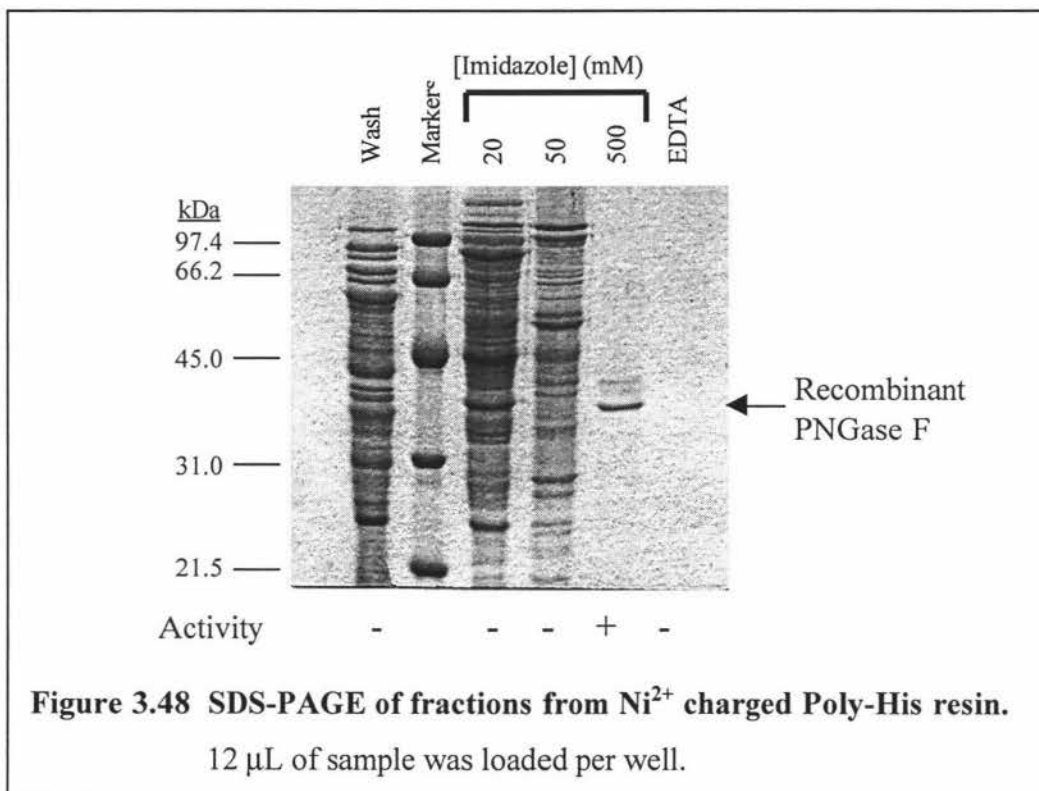 [Imidazole] (mM)
Wash
Markers
20
50
500
EDTA
kDa
97.4
66.2
45.0
31.0
21.5
Recombinant
PNGase F
Activity - - - + -
Figure 3.48 SDS-PAGE of fractions from Ni²⁺ charged Poly-His resin.
12 μL of sample was loaded per well.